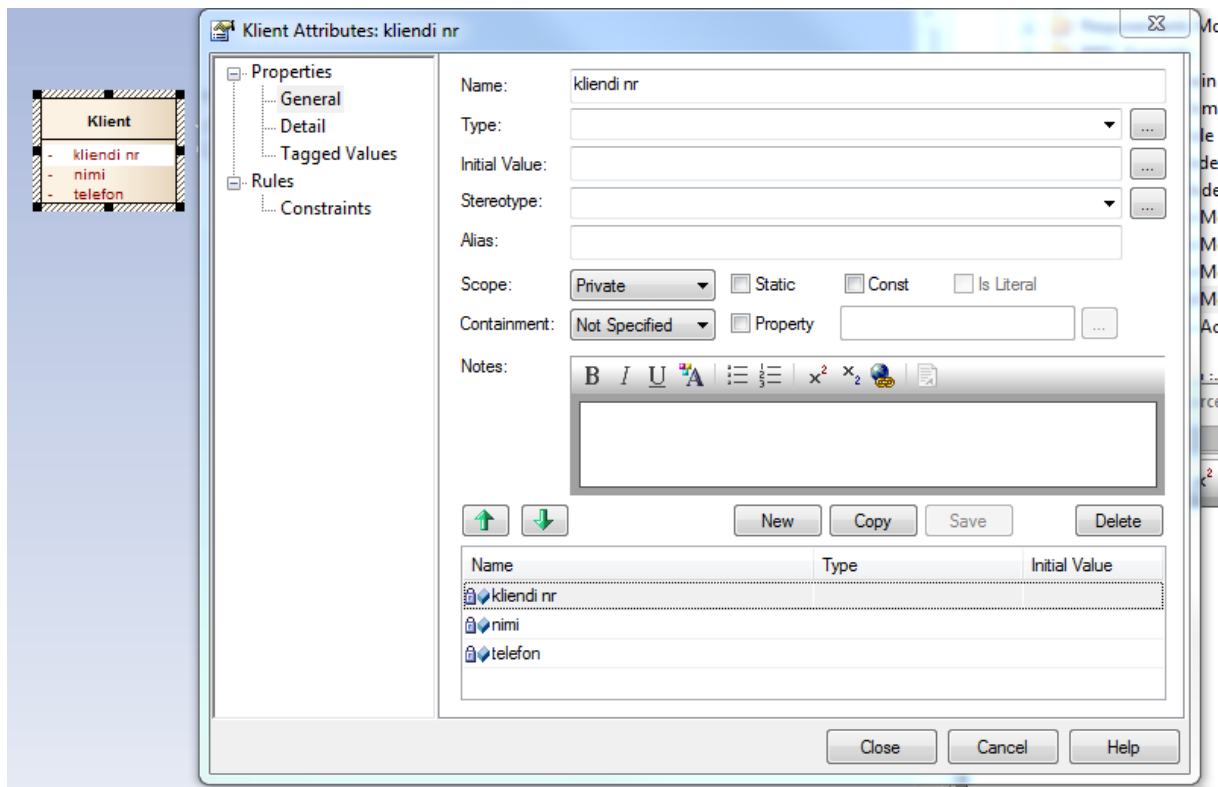 Klient Attributes: kliendi nr
Klient
- kliendi nr
- nimi
- telefon
Properties
General
Detail
Tagged Values
Rules
Constraints
Name: kliendi nr
Type: ...
Initial Value: ...
Stereotype: ...
Alias:
Scope: Private Static Const Is Literal
Containment: Not Specified Property ...
Notes:
B I U A x² x₂
New Copy Save Delete
Name Type Initial Value
kliendi nr
nimi
telefon
Close Cancel Help